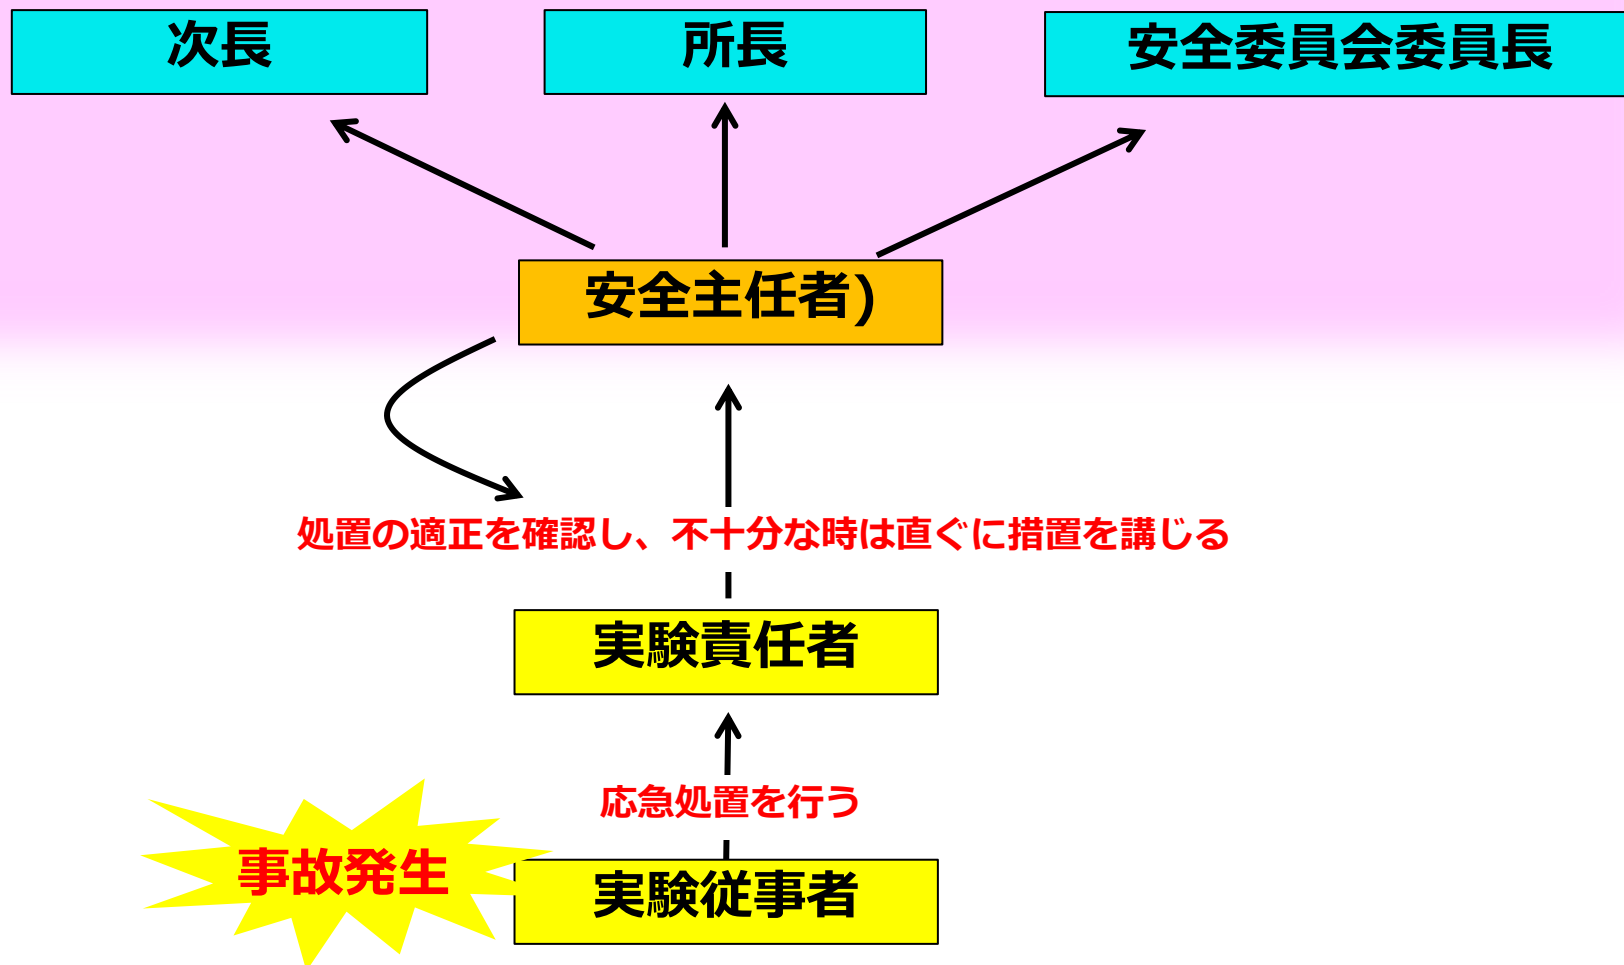 次長
所長
安全委員会委員長
安全主任者)
処置の適正を確認し、不十分な時は直ぐに措置を講じる
実験責任者
応急処置を行う
事故発生
実験従事者